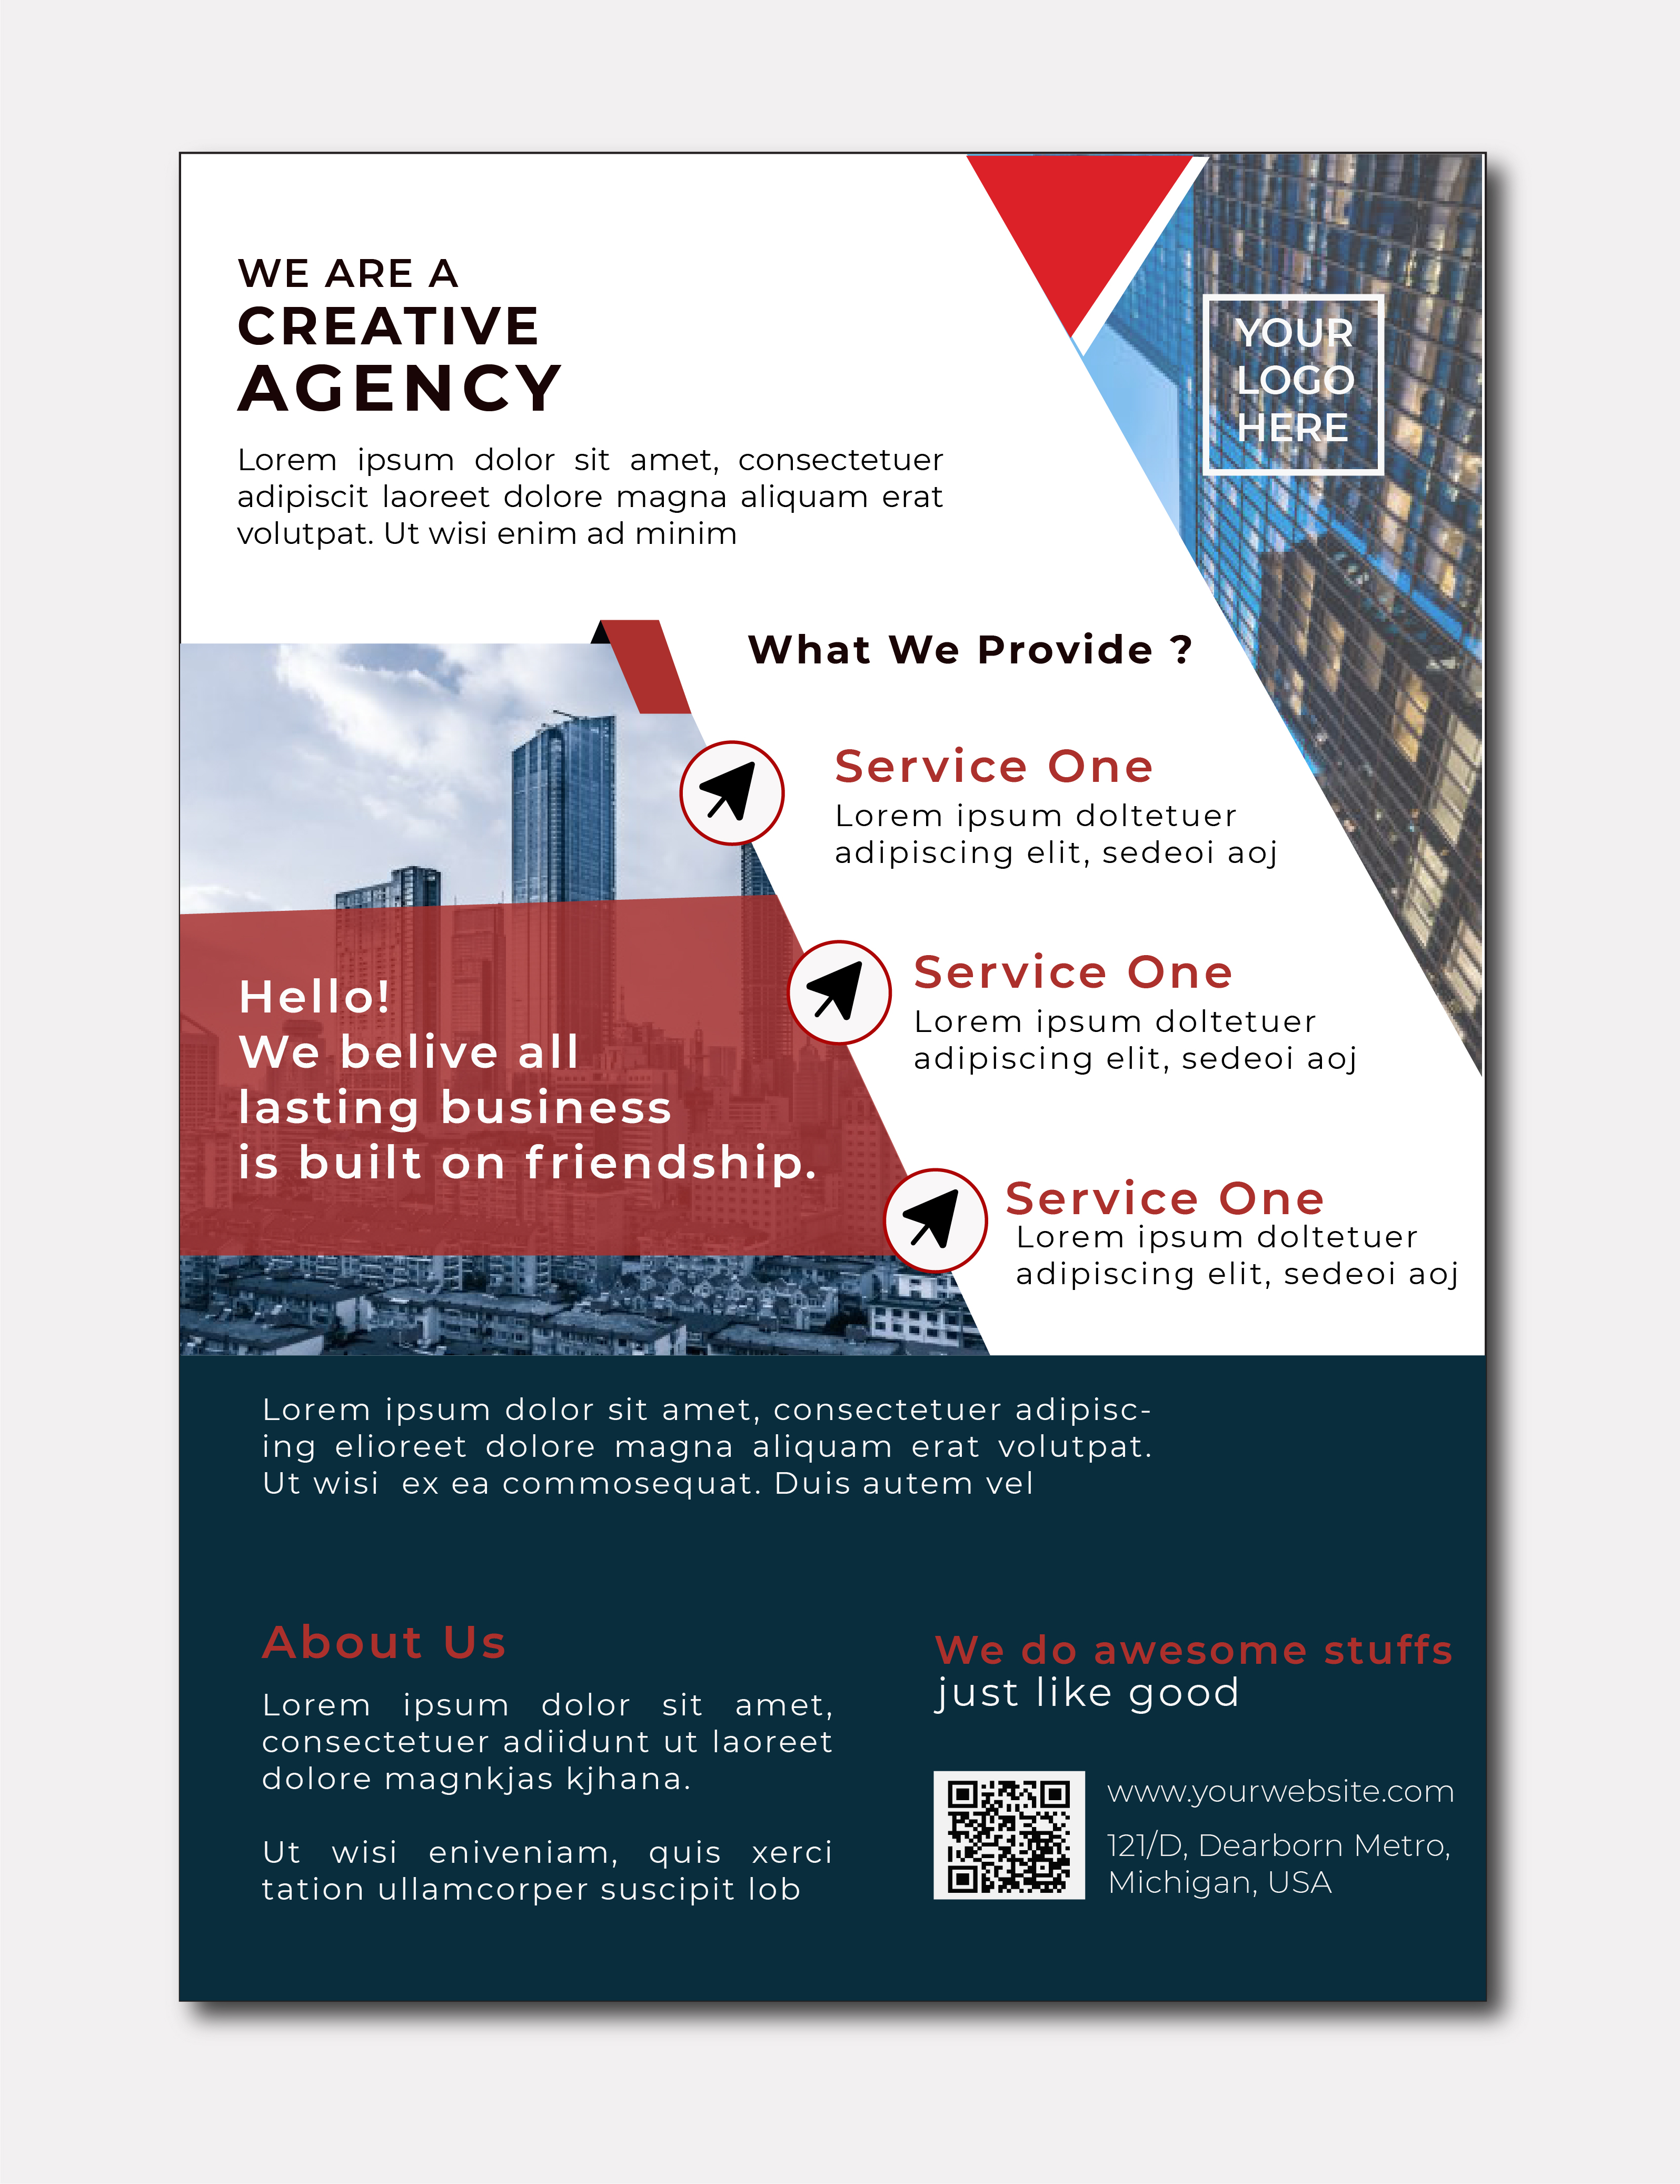 WE ARE A
CREATIVE
AGENCY
Lorem ipsum dolor sit amet, consectetuer
adipiscit laoreet dolore magna aliquam erat
volutpat. Ut wisi enim ad minim
YOUR
LOGO
HERE
What We Provide ?
Service One
Lorem ipsum doltetuer
adipiscing elit, sedeoi aoj
Service One
Lorem ipsum doltetuer
adipiscing elit, sedeoi aoj
Service One
Lorem ipsum doltetuer
adipiscing elit, sedeoi aoj
Hello!
We belive all
lasting business
is built on friendship.
Lorem ipsum dolor sit amet, consectetuer adipisc-
ing elioreet dolore magna aliquam erat volutpat.
Ut wisi ex ea commosequat. Duis autem vel
About Us
Lorem ipsum dolor sit amet,
consectetuer adiidunt ut laoreet
dolore magnkjas kjhana.
Ut wisi eniveniam, quis xerci
tation ullamcorper suscipit lob
We do awesome stuffs
just like good
www.yourwebsite.com
121/D, Dearborn Metro,
Michigan, USA